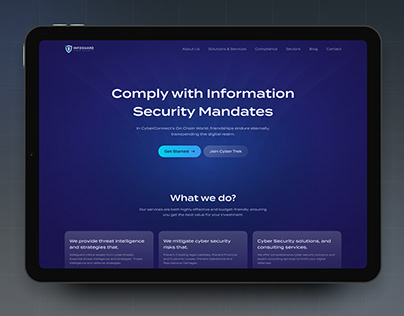 INFOGUARD
About Us Solutions & Services Compliance Sectors Blog Contact
Comply with Information
Security Mandates
In CyberConnect's On Chain World, friendships endure eternally,
transcending the digital realm.
Get Started → Join Cyber Trek
What we do?
Our services are both highly effective and budget-friendly, ensuring
you get the best value for your investment
We provide threat intelligence
and strategies that.
We mitigate cyber security
risks that.
Cyber Security solutions, and
consulting services.